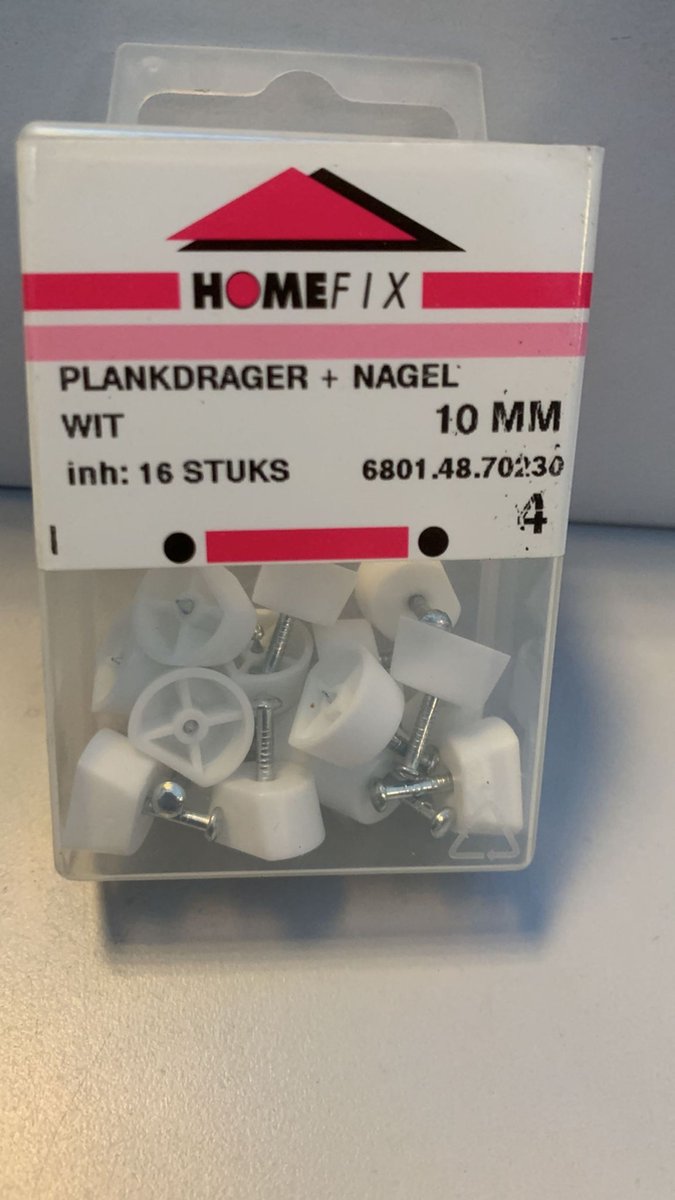 HOMEFIX
PLANKDRAGER + NAGEL
WIT 10 MM
inh: 16 STUKS 6801.48.70230
4